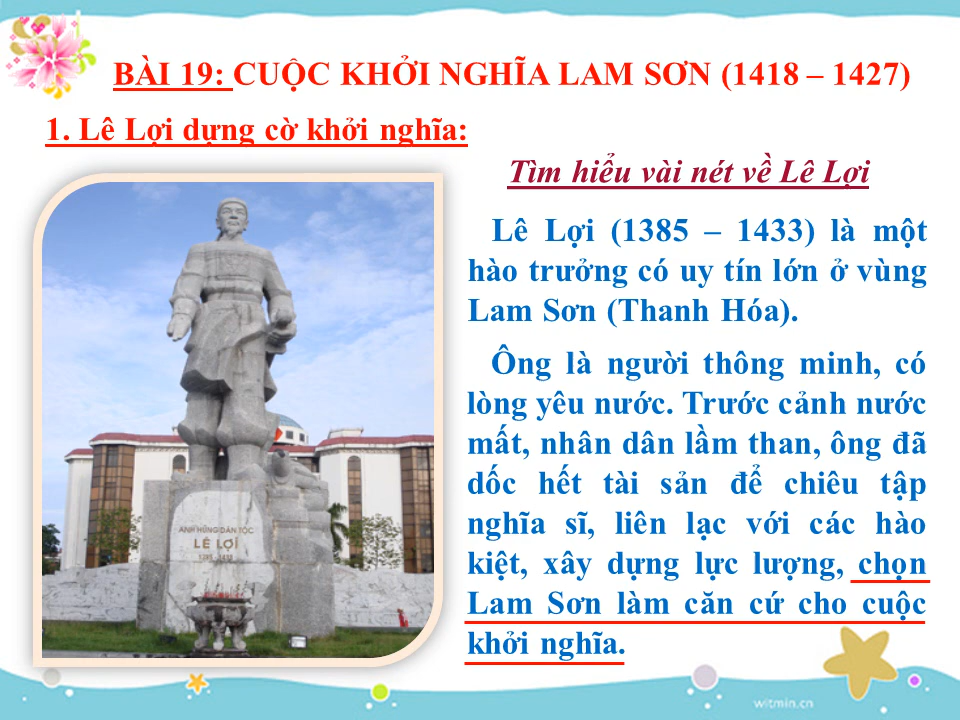 BÀI 19: CUỘC KHỞI NGHĨA LAM SƠN (1418 – 1427)
1. Lê Lợi dựng cờ khởi nghĩa:
Tìm hiểu vài nét về Lê Lợi
Lê Lợi (1385 – 1433) là một
hào trưởng có uy tín lớn ở vùng
Lam Sơn (Thanh Hóa).
Ông là người thông minh, có
lòng yêu nước. Trước cảnh nước
mất, nhân dân lầm than, ông đã
dốc hết tài sản để chiêu tập
nghĩa sĩ, liên lạc với các hào
kiệt, xây dựng lực lượng, chọn
Lam Sơn làm căn cứ cho cuộc
khởi nghĩa.
ANH HÙNG DÂN TỘC
LÊ LỢI
1385 - 1433
witmin.cn